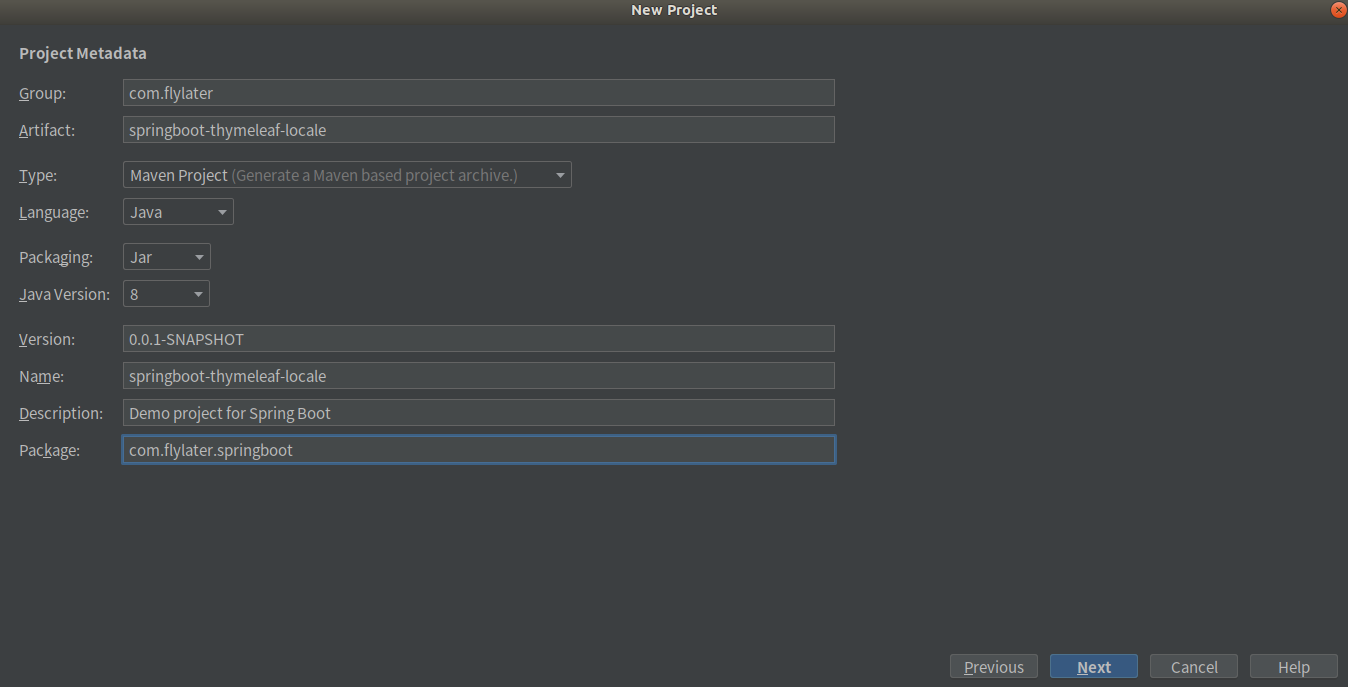 New Project
Project Metadata
Group: com.flylater
Artifact: springboot-thymeleaf-locale
Type: Maven Project (Generate a Maven based project archive.)
Language: Java
Packaging: Jar
Java Version: 8
Version: 0.0.1-SNAPSHOT
Name: springboot-thymeleaf-locale
Description: Demo project for Spring Boot
Package: com.flylater.springboot
Previous Next Cancel Help